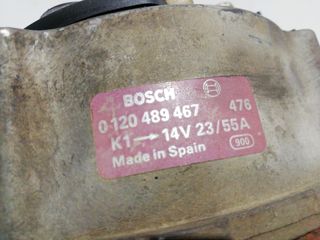 BOSCH
0 120 489 467 476
K1→ 14V 23/55A
Made in Spain 900